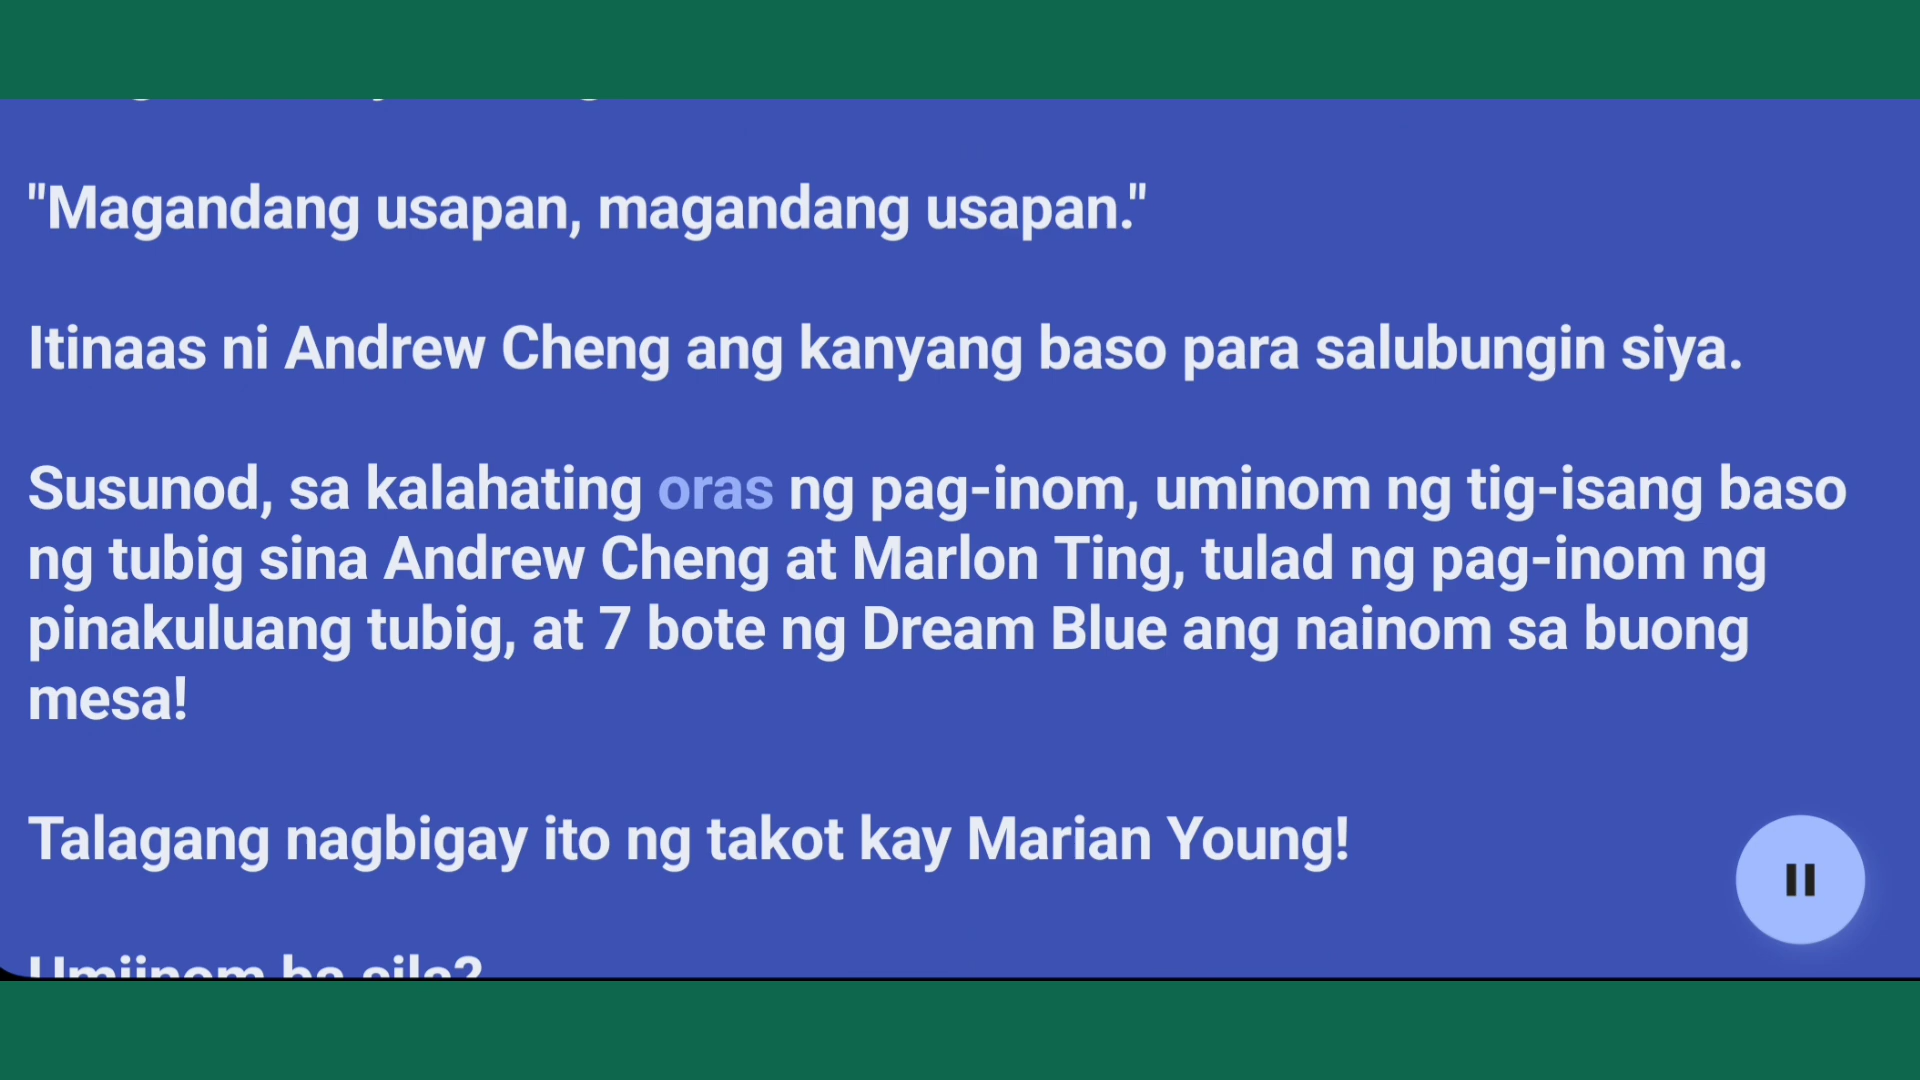 "Magandang usapan, magandang usapan."
Itinaas ni Andrew Cheng ang kanyang baso para salubungin siya.
Susunod, sa kalahating oras ng pag-inom, uminom ng tig-isang baso
ng tubig sina Andrew Cheng at Marlon Ting, tulad ng pag-inom ng
pinakuluang tubig, at 7 bote ng Dream Blue ang nainom sa buong
mesa!
Talagang nagbigay ito ng takot kay Marian Young!
Umiinom ba sila?